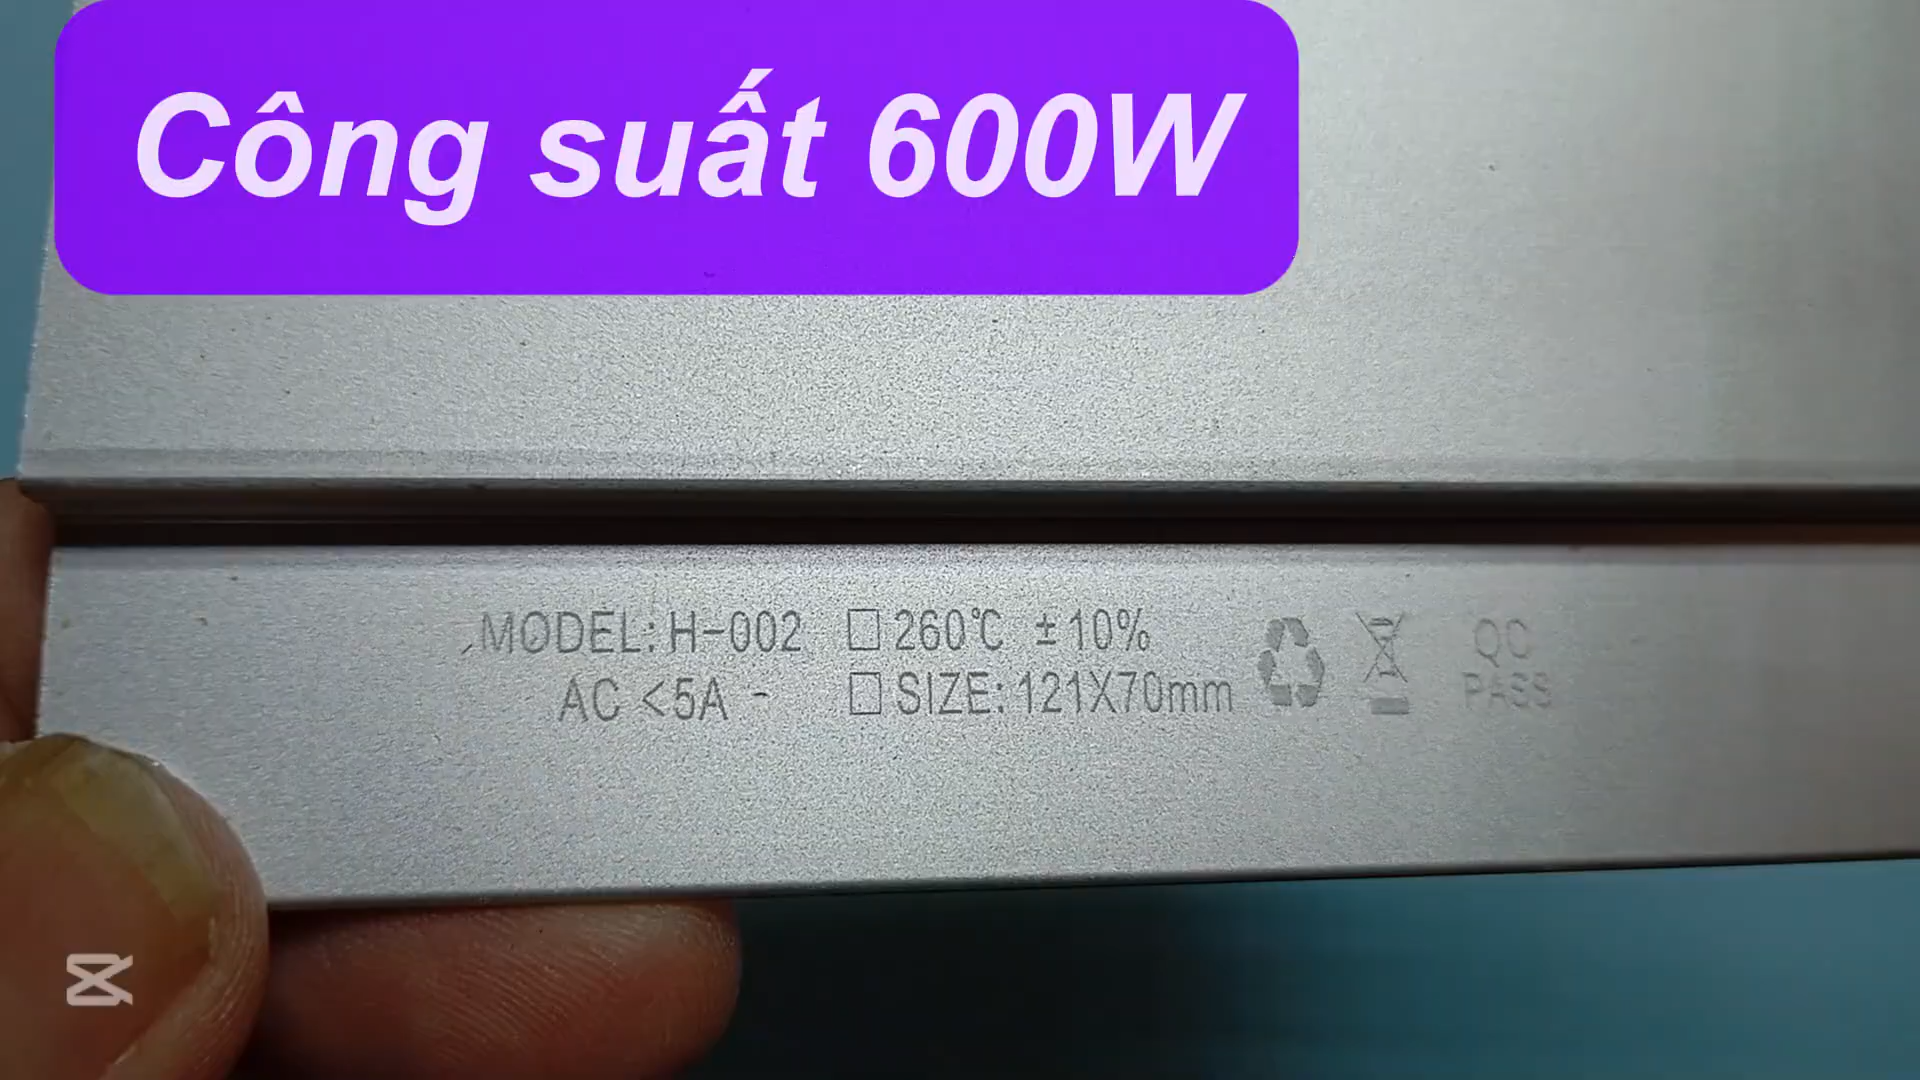 Công suất 600W
MODEL: H-002 □ 260℃ ±10%
AC <5A - □ SIZE: 121X70mm
QC
PASS